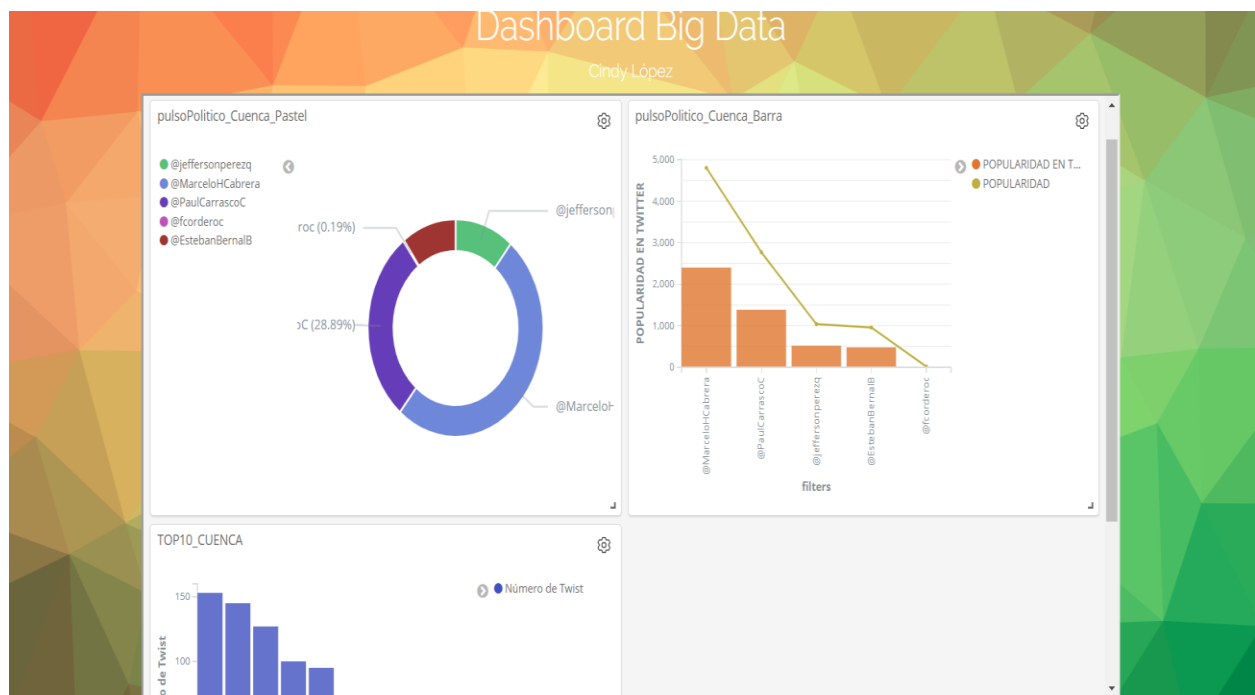 Dashboard Big Data
Cindy López
pulsoPolitico_Cuenca_Pastel
@jeffersonperezq
@MarceloHCabrera
@PaulCarrascoC
@fcorderoc
@EstebanBernalB
roc (0.19%)
@jefferson
oC (28.89%)
@MarceloH
pulsoPolitico_Cuenca_Barra
5,000
4,000
3,000
2,000
1,000
0
POPULARIDAD EN TWITTER
@MarceloHCabrera
@PaulCarrascoC
@jeffersonperezq
@EstebanBernalB
@fcorderoc
filters
POPULARIDAD EN T...
POPULARIDAD
TOP10_CUENCA
150
100
o de Twist
Número de Twist